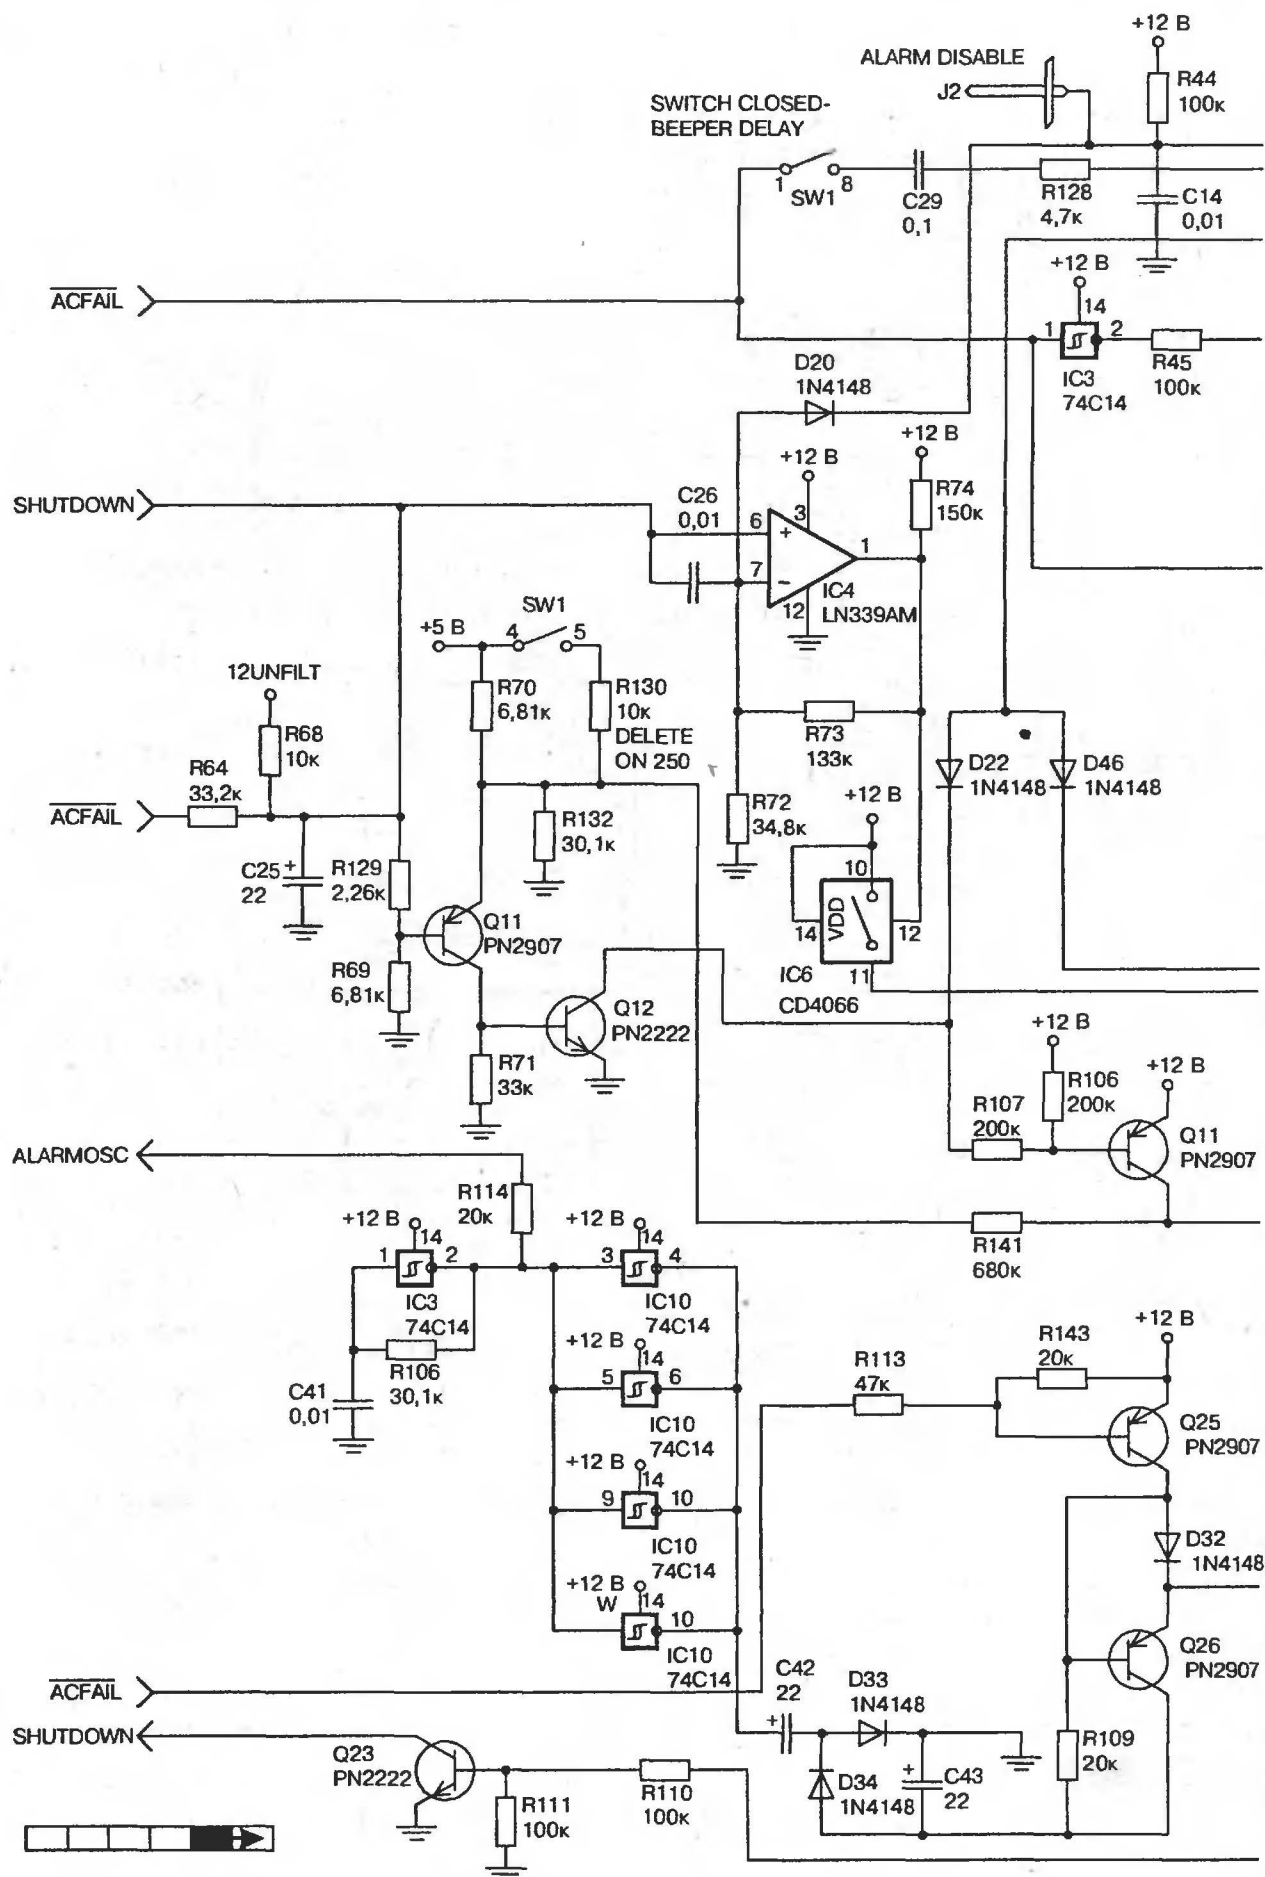 +12 В
ALARM DISABLE
J2
R44
100к
SWITCH CLOSED-
BEEPER DELAY
1
8
SW1
C29
0,1
R128
4,7к
C14
0,01
+12 В
ACFAIL
14
1
2
IC3
74C14
R45
100к
D20
1N4148
+12 В
+12 В
SHUTDOWN
C26
0,01
R74
150к
6
3
+
1
7
−
12
IC4
LN339AM
SW1
+5 В
4
5
12UNFILT
R70
6,81к
R130
10к
DELETE
ON 250
R73
133к
R68
10к
R64
33,2к
D22
1N4148
D46
1N4148
ACFAIL
R132
30,1к
R72
34,8к
+12 В
C25
+
22
R129
2,26к
10
VDD
14
12
11
IC6
CD4066
Q11
PN2907
R69
6,81к
Q12
PN2222
R71
33к
+12 В
+12 В
R106
200к
R107
200к
Q11
PN2907
ALARMOSC
R114
20к
R141
680к
+12 В
14
1
2
IC3
74C14
+12 В
14
3
4
IC10
74C14
R106
30,1к
C41
0,01
+12 В
14
5
6
IC10
74C14
+12 В
R143
20к
R113
47к
Q25
PN2907
+12 В
14
9
10
IC10
74C14
D32
1N4148
+12 В
W
14
10
IC10
74C14
Q26
PN2907
ACFAIL
C42
22
+
D33
1N4148
SHUTDOWN
Q23
PN2222
R109
20к
D34
1N4148
+
C43
22
R111
100к
R110
100к